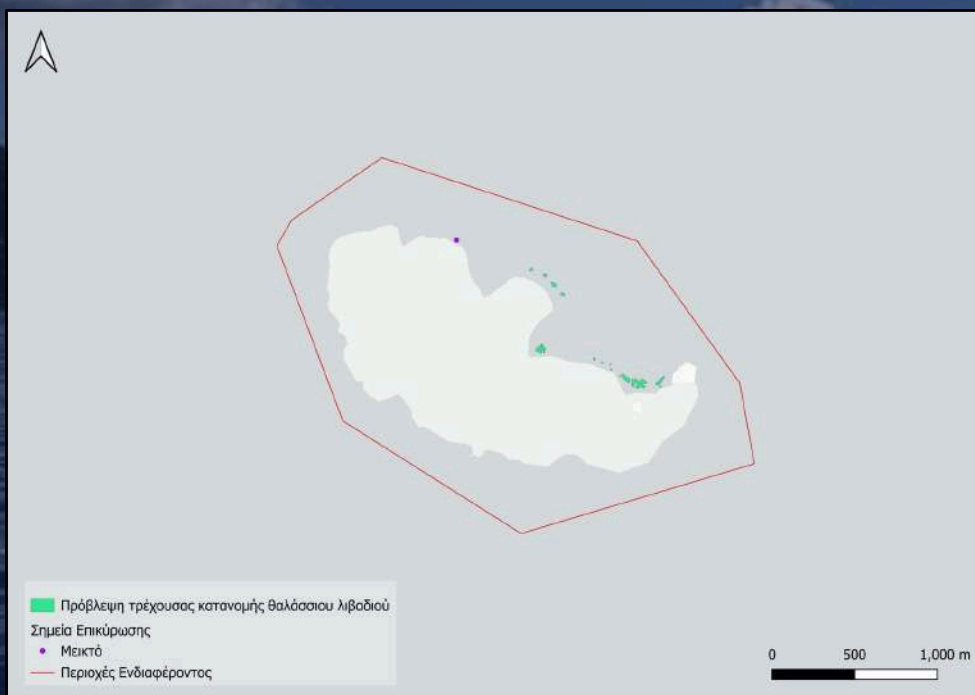 Πρόβλεψη τρέχουσας κατανομής θαλάσσιου λιβαδιού
Σημεία Επικύρωσης
Μεικτό
Περιοχές Ενδιαφέροντος
0 500 1,000 m